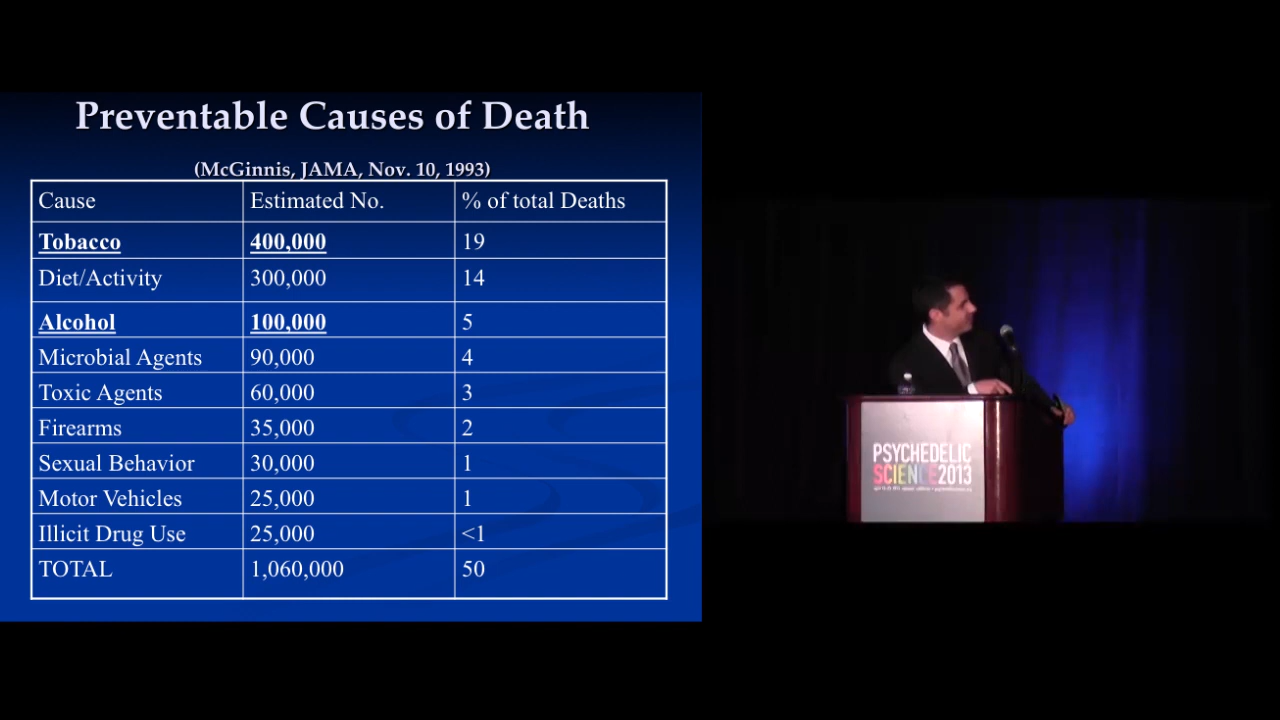 Preventable Causes of Death
(McGinnis, JAMA, Nov. 10, 1993)
Cause Estimated No. % of total Deaths
Tobacco 400,000 19
Diet/Activity 300,000 14
Alcohol 100,000 5
Microbial Agents 90,000 4
Toxic Agents 60,000 3
Firearms 35,000 2
Sexual Behavior 30,000 1
Motor Vehicles 25,000 1
Illicit Drug Use 25,000 <1
TOTAL 1,060,000 50
PSYCHEDELIC
SCIENCE2013